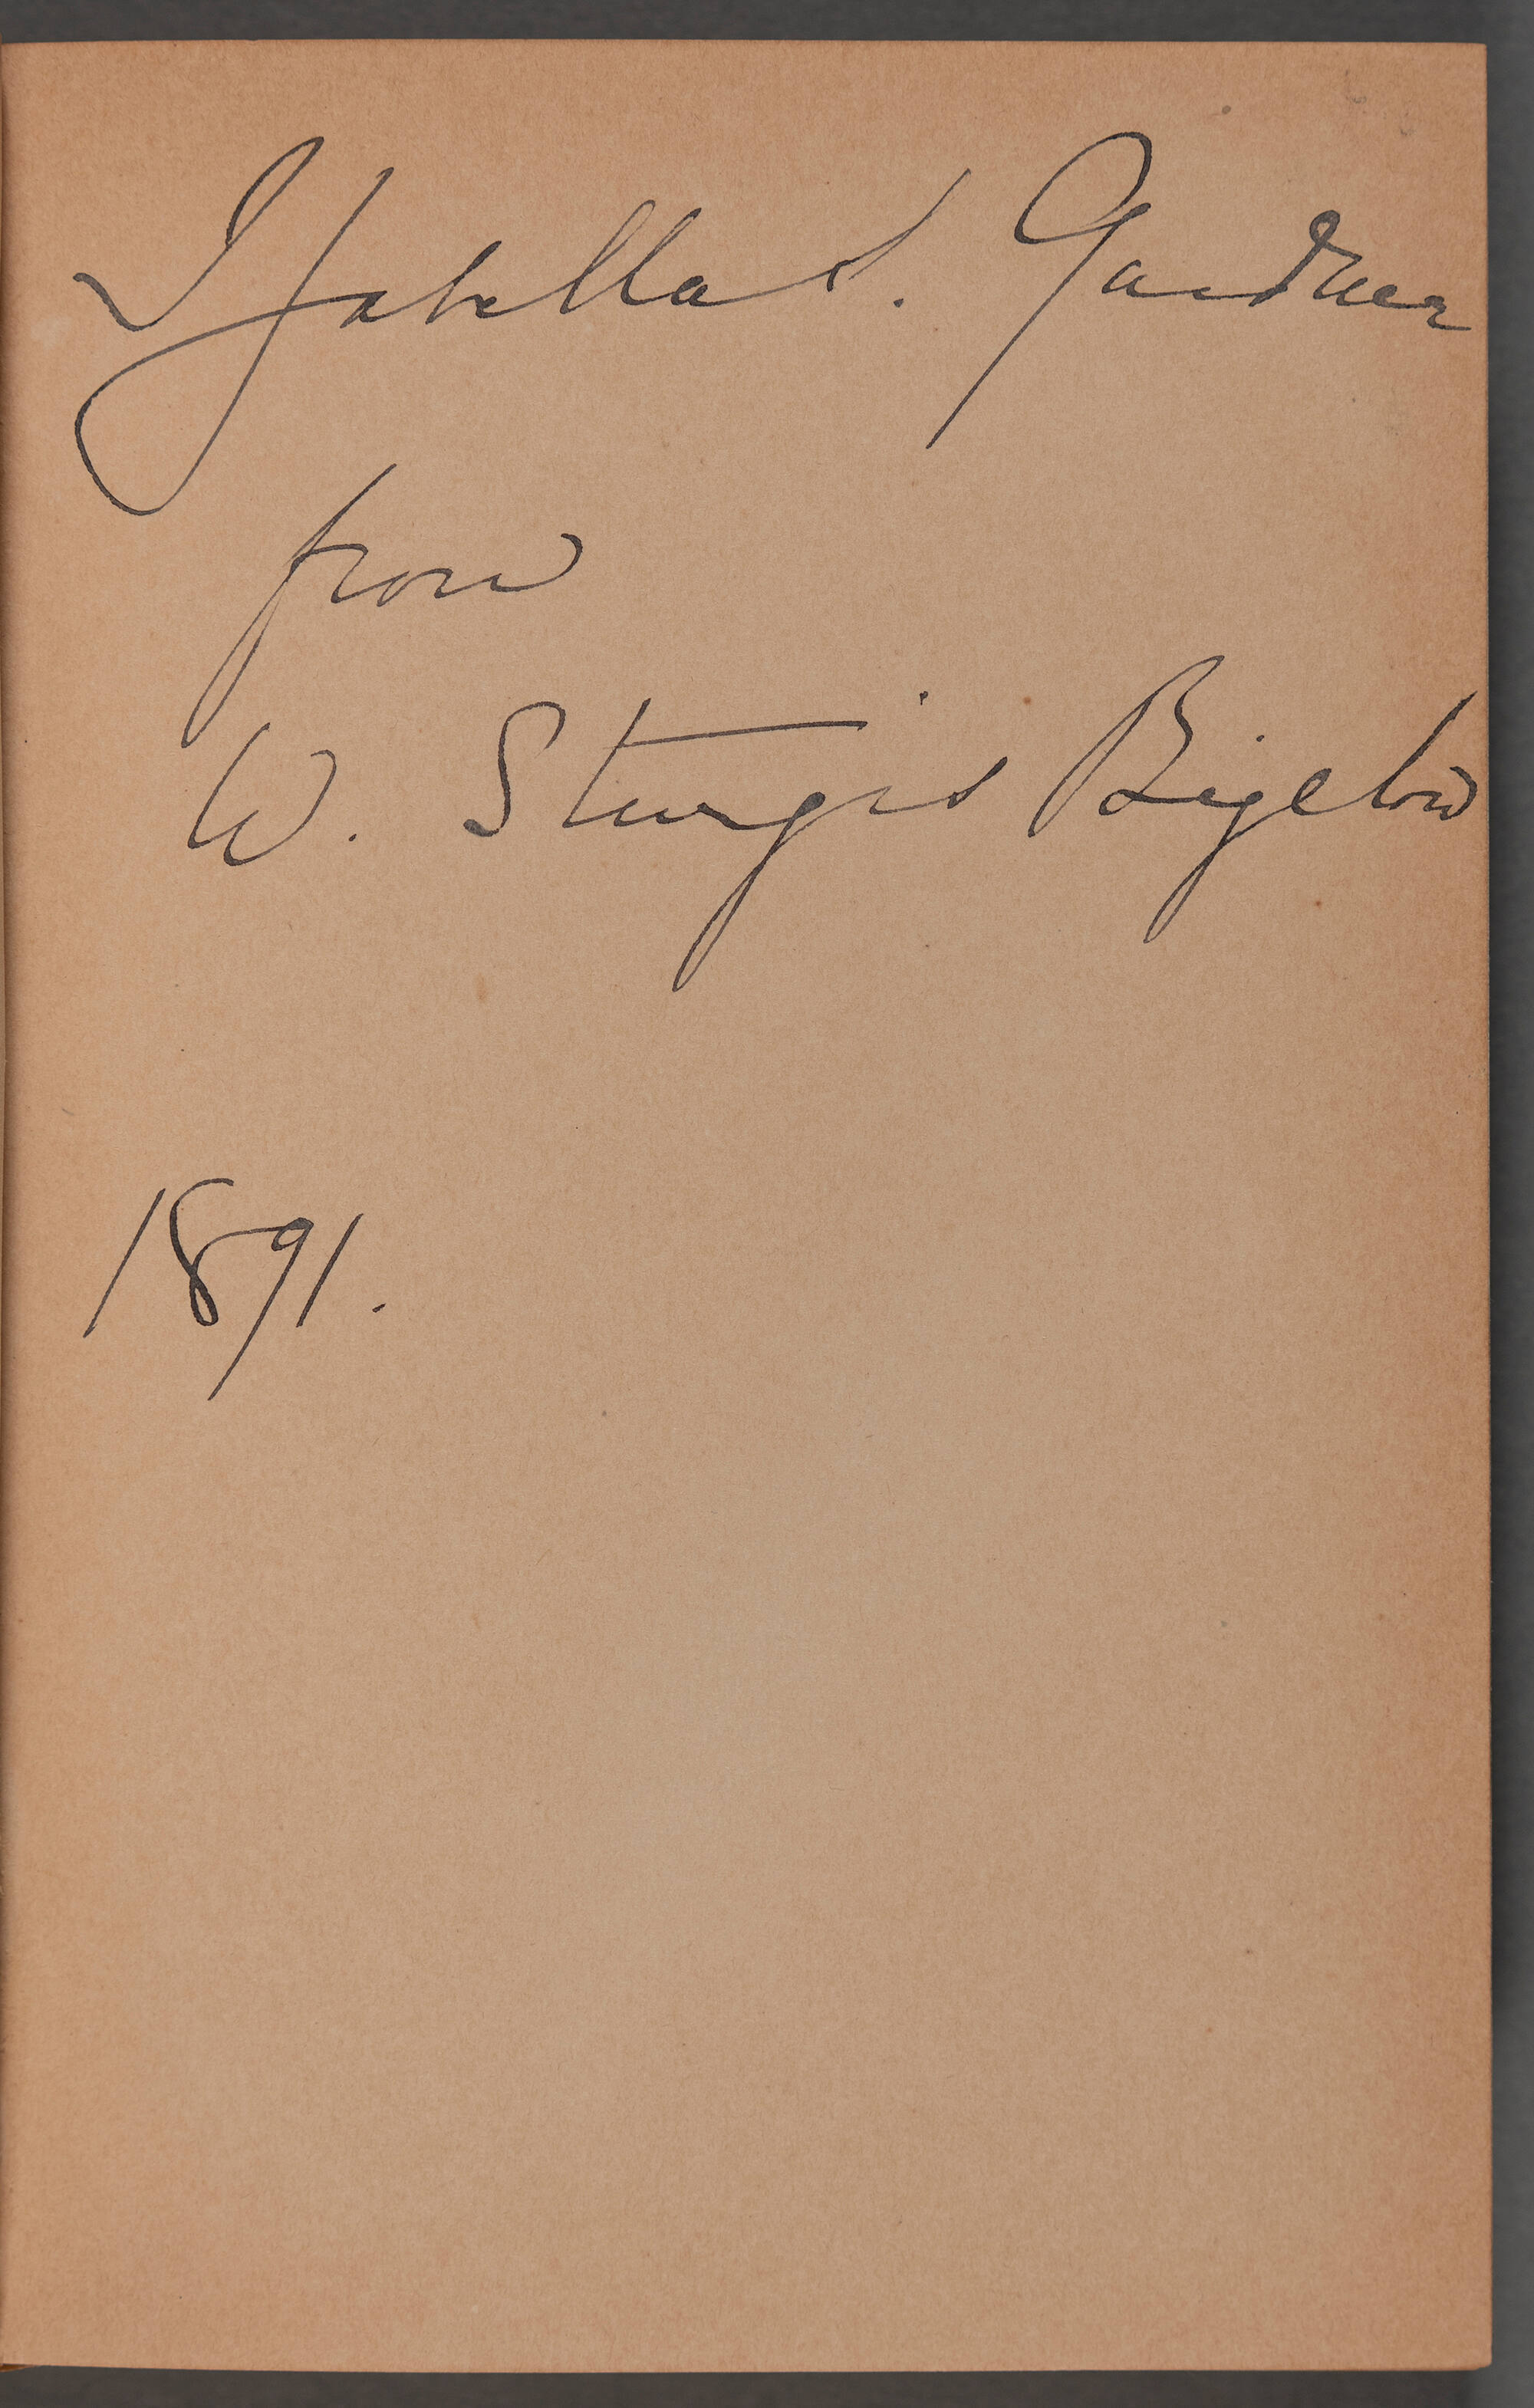 Isabella S. Gardner
from
W. Sturgis Bigelow
1891.